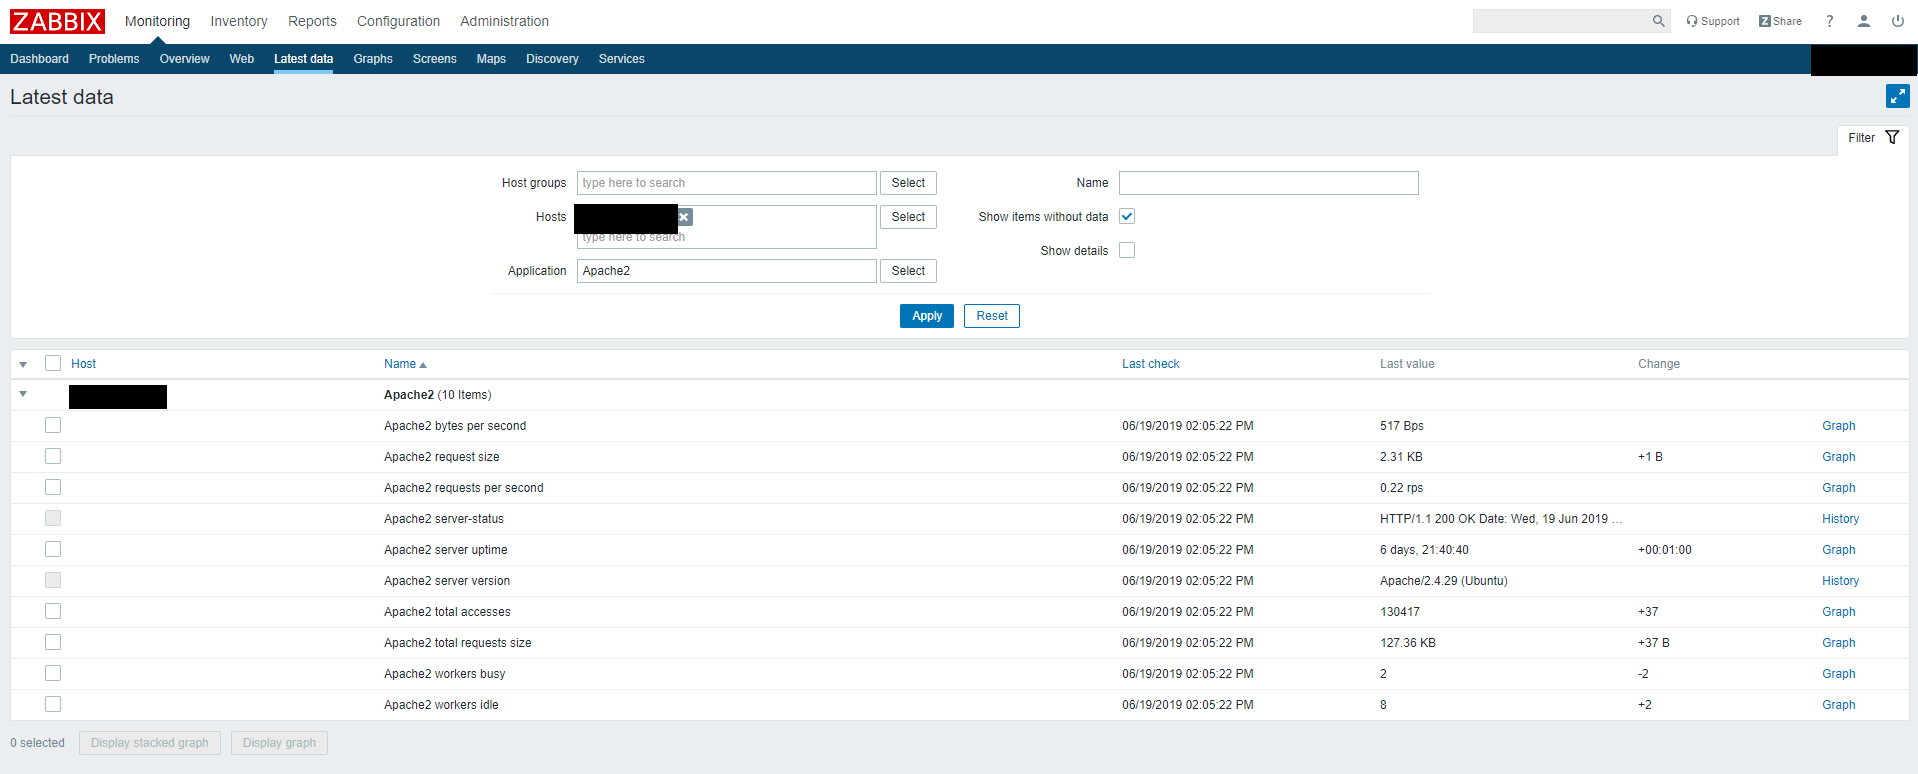 ZABBIX Monitoring Inventory Reports Configuration Administration Support Z Share ?
Dashboard Problems Overview Web Latest data Graphs Screens Maps Discovery Services
Latest data
Filter
Host groups type here to search Select Name
Hosts Select Show items without data
type here to search
Show details
Application Apache2 Select
Apply Reset
Host Name Last check Last value Change
Apache2 (10 Items)
Apache2 bytes per second 06/19/2019 02:05:22 PM 517 Bps Graph
Apache2 request size 06/19/2019 02:05:22 PM 2.31 KB +1 B Graph
Apache2 requests per second 06/19/2019 02:05:22 PM 0.22 rps Graph
Apache2 server-status 06/19/2019 02:05:22 PM HTTP/1.1 200 OK Date: Wed, 19 Jun 2019 ... History
Apache2 server uptime 06/19/2019 02:05:22 PM 6 days, 21:40:40 +00:01:00 Graph
Apache2 server version 06/19/2019 02:05:22 PM Apache/2.4.29 (Ubuntu) History
Apache2 total accesses 06/19/2019 02:05:22 PM 130417 +37 Graph
Apache2 total requests size 06/19/2019 02:05:22 PM 127.36 KB +37 B Graph
Apache2 workers busy 06/19/2019 02:05:22 PM 2 -2 Graph
Apache2 workers idle 06/19/2019 02:05:22 PM 8 +2 Graph
0 selected Display stacked graph Display graph